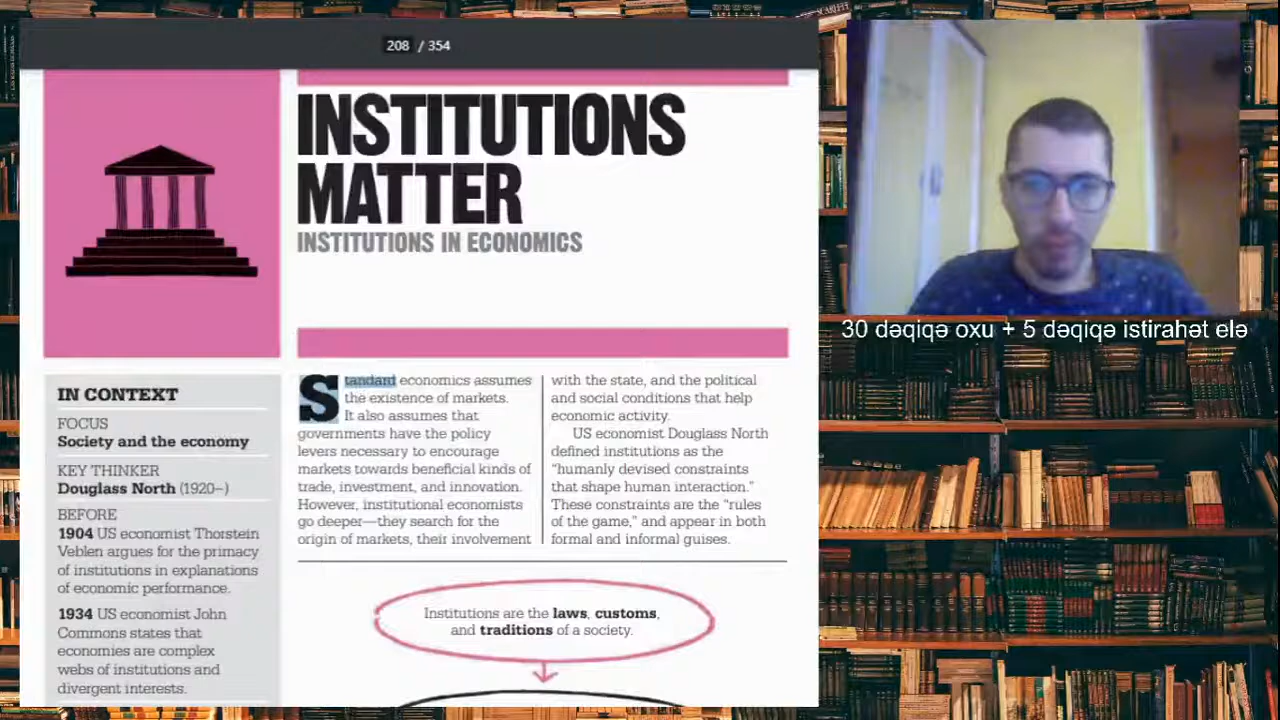 208 / 354
INSTITUTIONS
MATTER
INSTITUTIONS IN ECONOMICS
30 dəqiqə oxu + 5 dəqiqə istirahət elə
IN CONTEXT
FOCUS
Society and the economy
KEY THINKER
Douglass North (1920–)
BEFORE
1904 US economist Thorstein
Veblen argues for the primacy
of institutions in explanations
of economic performance.
1934 US economist John
Commons states that
economies are complex
webs of institutions and
divergent interests.
Standard economics assumes
the existence of markets.
It also assumes that
governments have the policy
levers necessary to encourage
markets towards beneficial kinds of
trade, investment, and innovation.
However, institutional economists
go deeper—they search for the
origin of markets, their involvement
with the state, and the political
and social conditions that help
economic activity.
US economist Douglass North
defined institutions as the
“humanly devised constraints
that shape human interaction.”
These constraints are the “rules
of the game,” and appear in both
formal and informal guises.
Institutions are the laws, customs,
and traditions of a society.